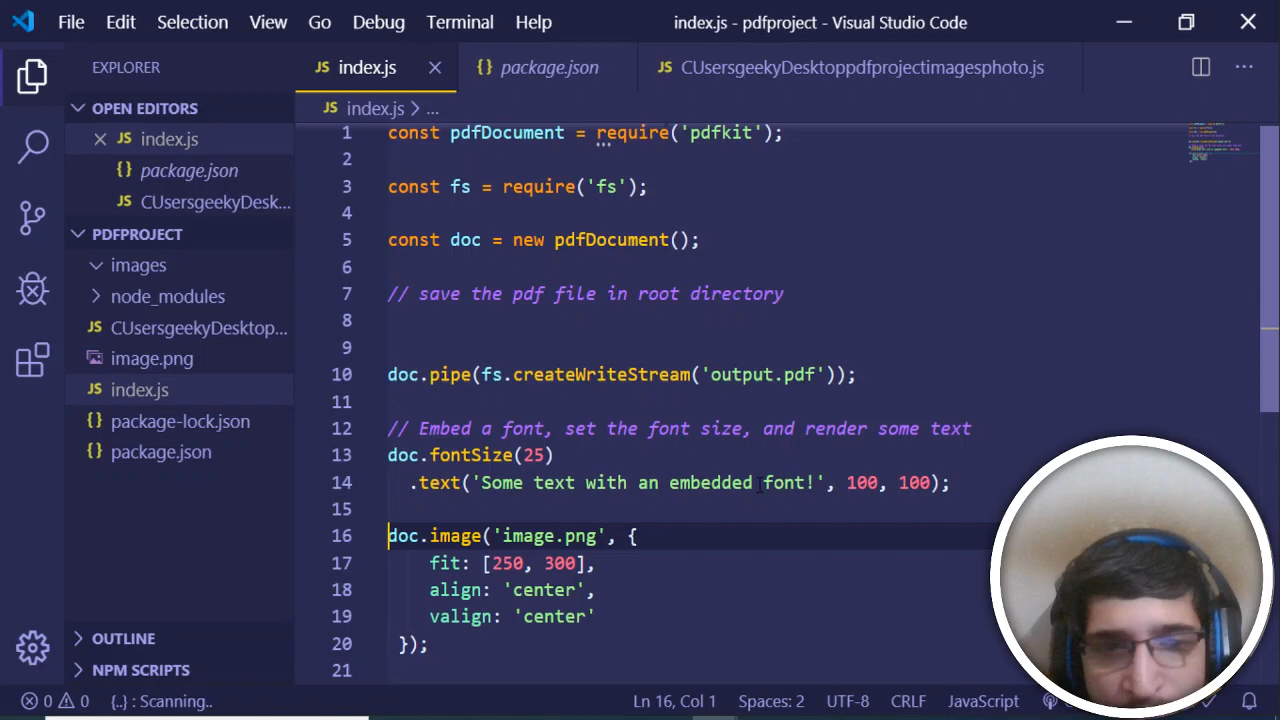 File Edit Selection View Go Debug Terminal Help index.js - pdfproject - Visual Studio Code
EXPLORER
OPEN EDITORS
JS index.js
{} package.json
JS CUsersgeekyDesk...
PDFPROJECT
images
node_modules
JS CUsersgeekyDesktop...
image.png
JS index.js
{} package-lock.json
{} package.json
OUTLINE
NPM SCRIPTS
JS index.js {} package.json JS CUsersgeekyDesktoppdfprojectimagesphoto.js
JS index.js > ...
1 const pdfDocument = require('pdfkit');
2
3 const fs = require('fs');
4
5 const doc = new pdfDocument();
6
7 // save the pdf file in root directory
8
9
10 doc.pipe(fs.createWriteStream('output.pdf'));
11
12 // Embed a font, set the font size, and render some text
13 doc.fontSize(25)
14 .text('Some text with an embedded font!', 100, 100);
15
16 doc.image('image.png', {
17 fit: [250, 300],
18 align: 'center',
19 valign: 'center'
20 });
21
0 0 {..} : Scanning.. Ln 16, Col 1 Spaces: 2 UTF-8 CRLF JavaScript